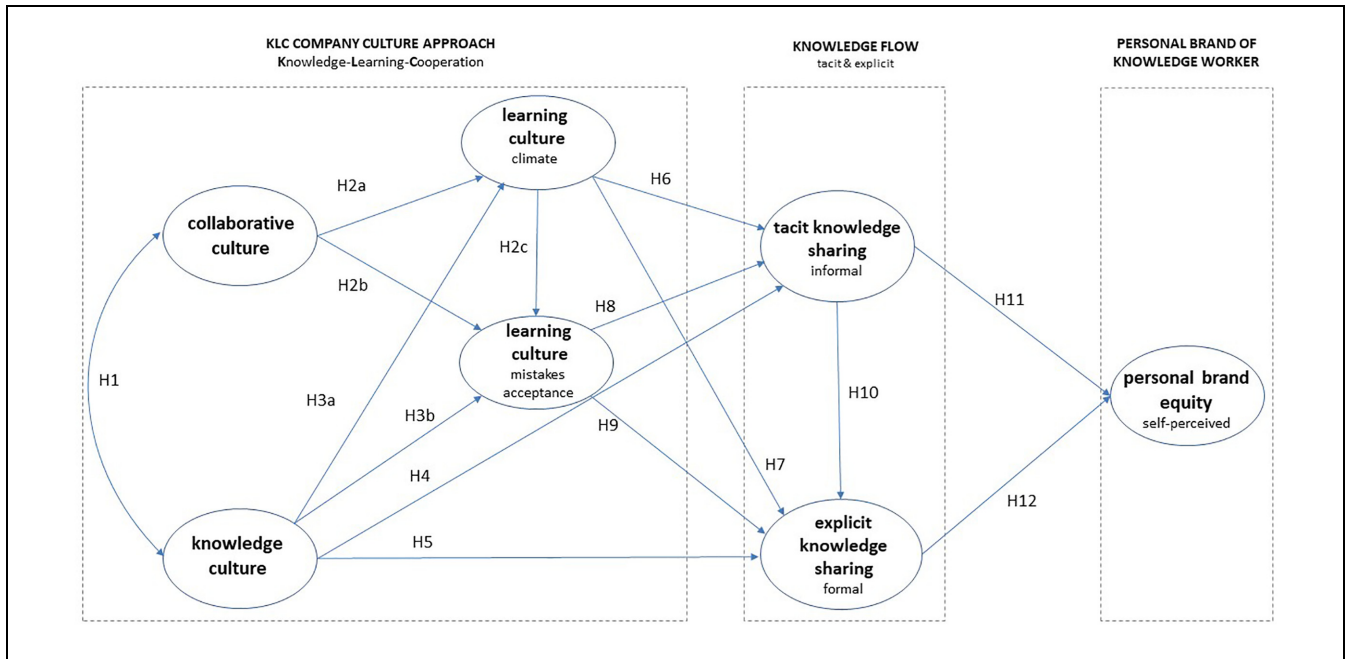 KLC COMPANY CULTURE APPROACH
Knowledge-Learning-Cooperation
KNOWLEDGE FLOW
tacit & explicit
PERSONAL BRAND OF
KNOWLEDGE WORKER
learning
culture
climate
H2a
H6
collaborative
culture
tacit knowledge
sharing
informal
H2c
H2b
H8
H11
learning
culture
mistakes
acceptance
H1
H3a
H3b
H10
personal brand
equity
self-perceived
H9
H4
H7
H12
knowledge
culture
H5
explicit
knowledge
sharing
formal